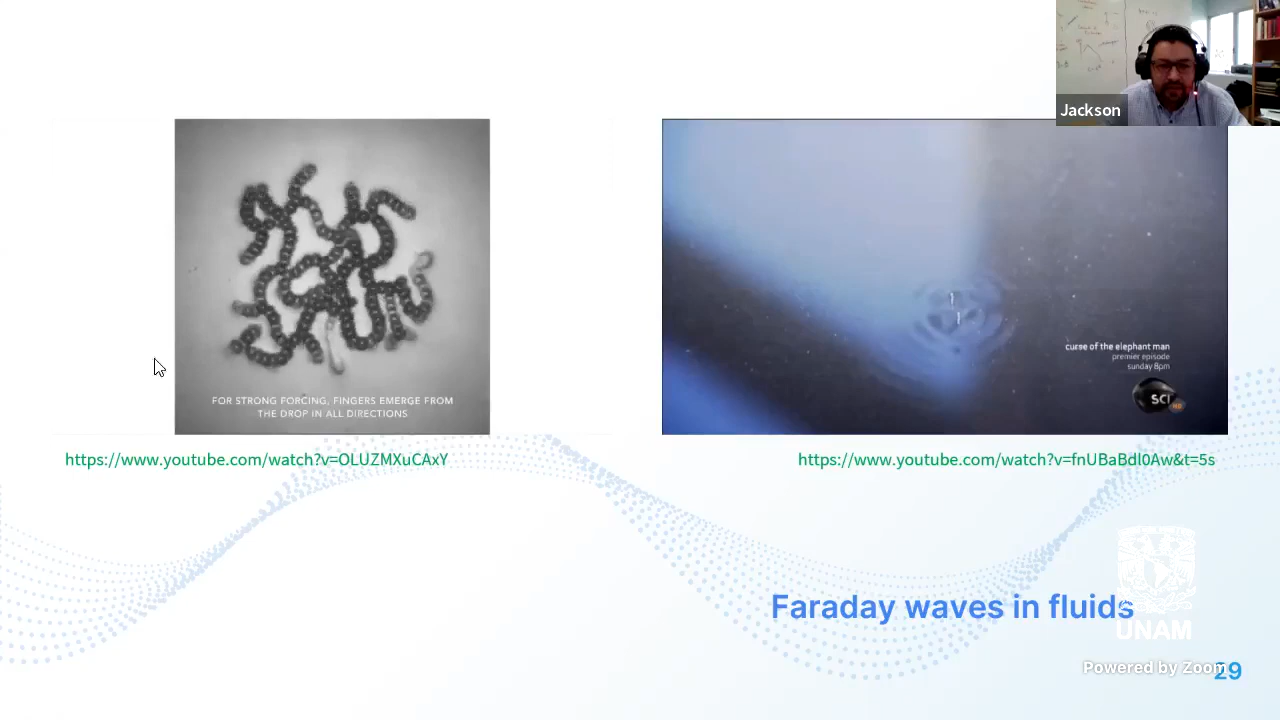 Jackson
FOR STRONG FORCING, FINGERS EMERGE FROM
THE DROP IN ALL DIRECTIONS
curse of the elephant man
premier episode
sunday 8pm
SCI HD
https://www.youtube.com/watch?v=OLUZMXuCAxY
https://www.youtube.com/watch?v=fnUBaBdl0Aw&t=5s
Faraday waves in fluids
UNAM
Powered by Zoom
29